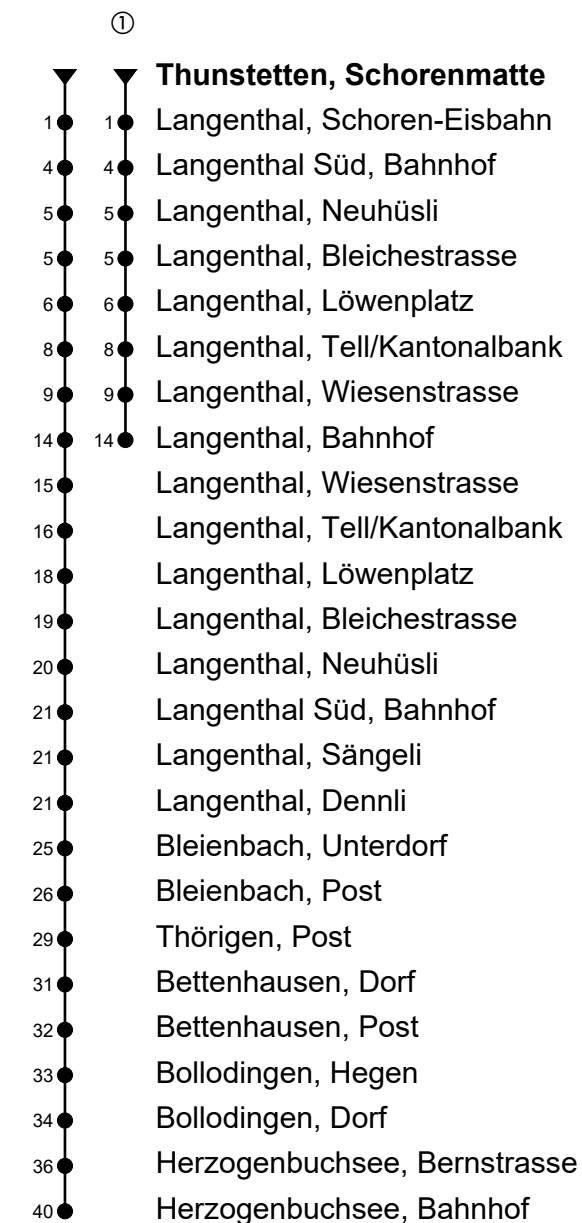 ①
Thunstetten, Schorenmatte
1 1 Langenthal, Schoren-Eisbahn
4 4 Langenthal Süd, Bahnhof
5 5 Langenthal, Neuhüsli
5 5 Langenthal, Bleichestrasse
6 6 Langenthal, Löwenplatz
8 8 Langenthal, Tell/Kantonalbank
9 9 Langenthal, Wiesenstrasse
14 14 Langenthal, Bahnhof
15 Langenthal, Wiesenstrasse
16 Langenthal, Tell/Kantonalbank
18 Langenthal, Löwenplatz
19 Langenthal, Bleichestrasse
20 Langenthal, Neuhüsli
21 Langenthal Süd, Bahnhof
21 Langenthal, Sängeli
21 Langenthal, Dennli
25 Bleienbach, Unterdorf
26 Bleienbach, Post
29 Thörigen, Post
31 Bettenhausen, Dorf
32 Bettenhausen, Post
33 Bollodingen, Hegen
34 Bollodingen, Dorf
36 Herzogenbuchsee, Bernstrasse
40 Herzogenbuchsee, Bahnhof